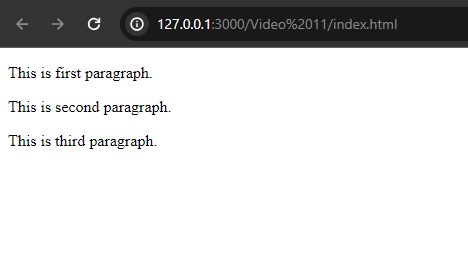 127.0.0.1:3000/Video%2011/index.html
This is first paragraph.
This is second paragraph.
This is third paragraph.